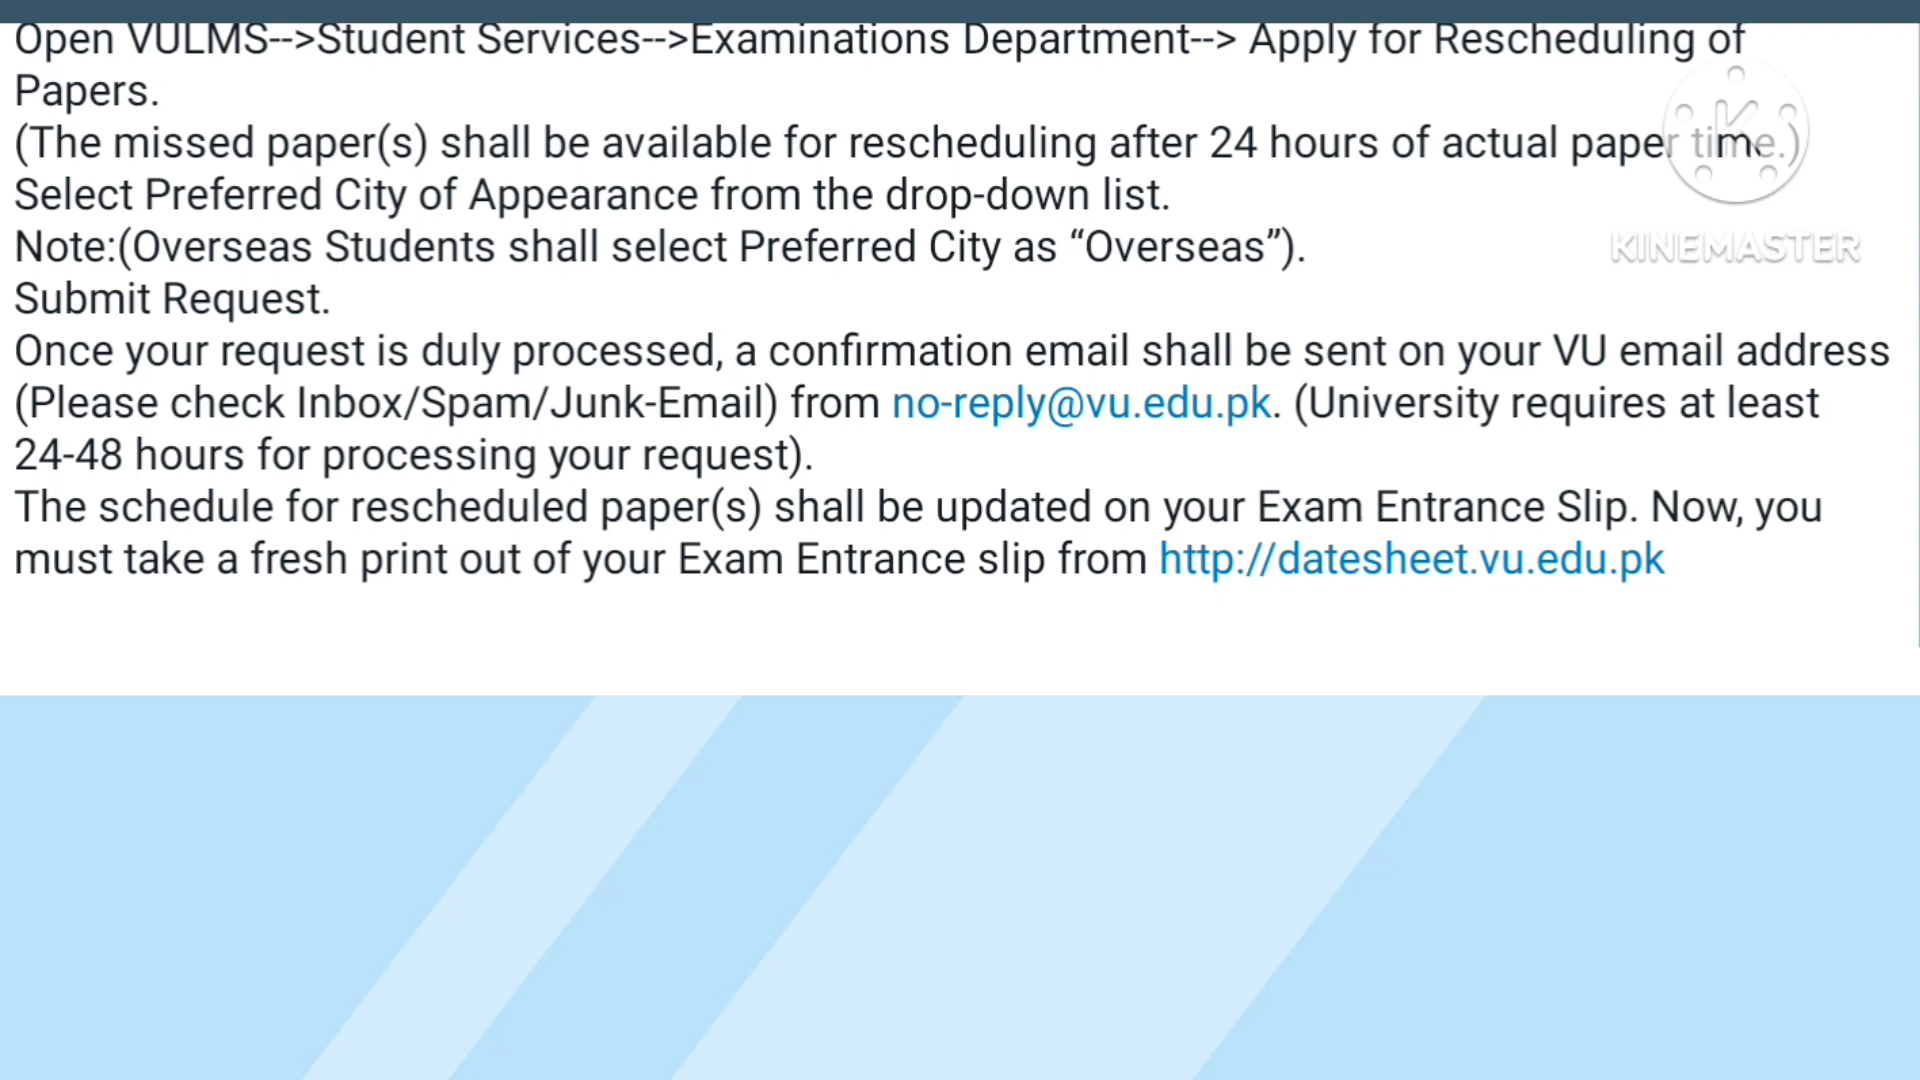 Open VULMS-->Student Services-->Examinations Department--> Apply for Rescheduling of
Papers.
(The missed paper(s) shall be available for rescheduling after 24 hours of actual paper time.)
Select Preferred City of Appearance from the drop-down list.
Note:(Overseas Students shall select Preferred City as “Overseas”).
Submit Request.
Once your request is duly processed, a confirmation email shall be sent on your VU email address
(Please check Inbox/Spam/Junk-Email) from no-reply@vu.edu.pk. (University requires at least
24-48 hours for processing your request).
The schedule for rescheduled paper(s) shall be updated on your Exam Entrance Slip. Now, you
must take a fresh print out of your Exam Entrance slip from http://datesheet.vu.edu.pk
K
KINEMASTER